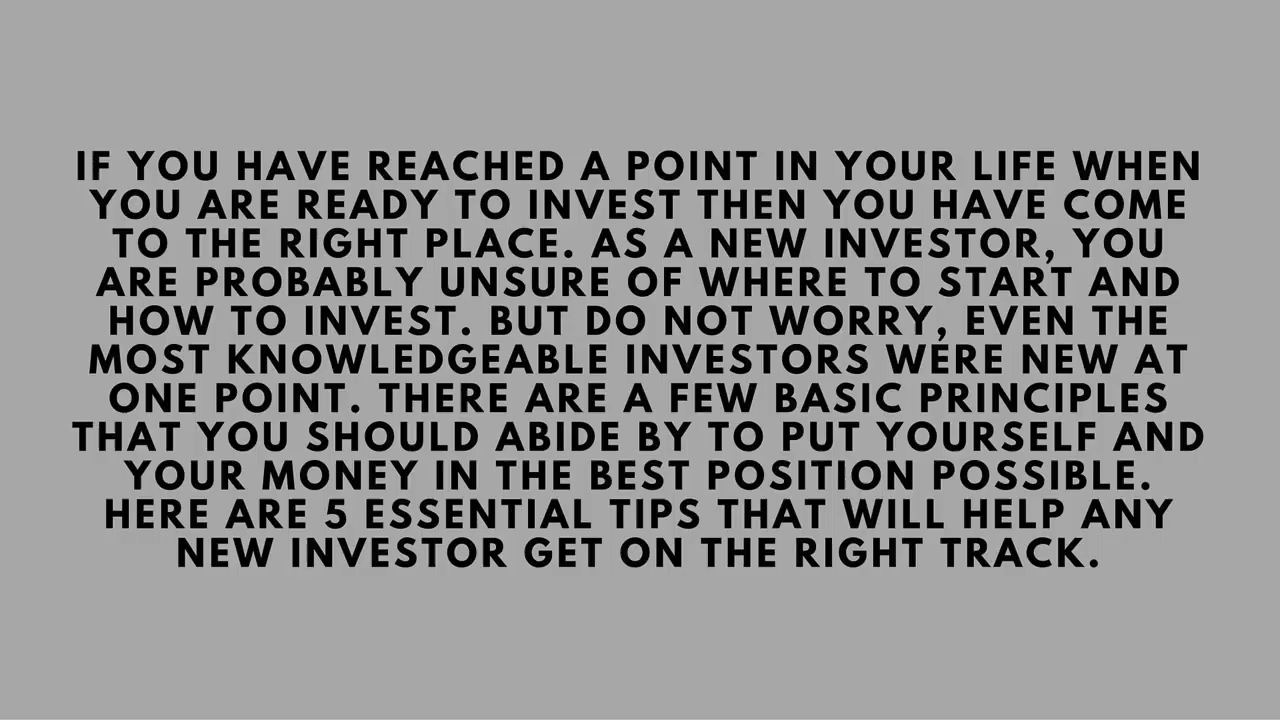 IF YOU HAVE REACHED A POINT IN YOUR LIFE WHEN
YOU ARE READY TO INVEST THEN YOU HAVE COME
TO THE RIGHT PLACE. AS A NEW INVESTOR, YOU
ARE PROBABLY UNSURE OF WHERE TO START AND
HOW TO INVEST. BUT DO NOT WORRY, EVEN THE
MOST KNOWLEDGEABLE INVESTORS WERE NEW AT
ONE POINT. THERE ARE A FEW BASIC PRINCIPLES
THAT YOU SHOULD ABIDE BY TO PUT YOURSELF AND
YOUR MONEY IN THE BEST POSITION POSSIBLE.
HERE ARE 5 ESSENTIAL TIPS THAT WILL HELP ANY
NEW INVESTOR GET ON THE RIGHT TRACK.